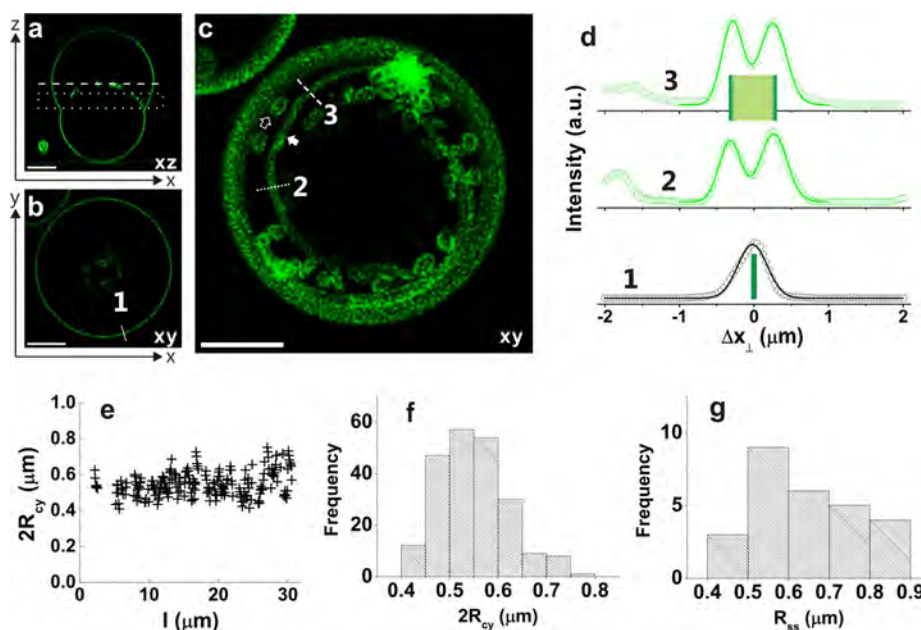 a
z
x
xz
b
y
x
1
xy
c
3
2
xy
d
Intensity (a.u.)
3
2
1
-2 -1 0 1 2
Δx⊥ (μm)
e
2Rcy (μm)
1.0
0.8
0.6
0.4
0.2
0.0
0 10 20 30
l (μm)
f
Frequency
60
40
20
0
0.4 0.5 0.6 0.7 0.8
2Rcy (μm)
g
Frequency
10
5
0
0.4 0.5 0.6 0.7 0.8 0.9
Rss (μm)